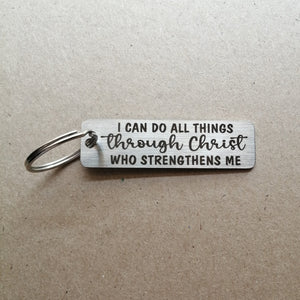 I CAN DO ALL THINGS
through Christ
WHO STRENGTHENS ME